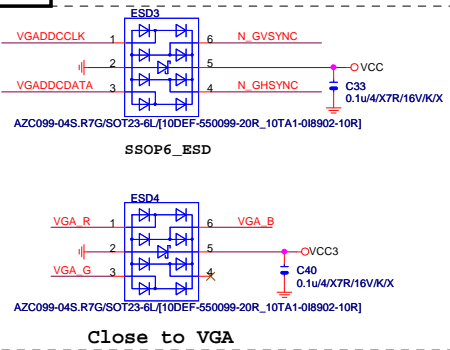 ESD3
VGADDCCLK 1 6 N_GVSYNC
2 5 VCC
VGADDCDATA 3 4 N_GHSYNC
C33
0.1u/4/X7R/16V/K/X
AZC099-04S.R7G/SOT23-6L/[10DEF-550099-20R_10TA1-0I8902-10R]
SSOP6_ESD
ESD4
VGA_R 1 6 VGA_B
2 5 VCC3
VGA_G 3 4
C40
0.1u/4/X7R/16V/K/X
AZC099-04S.R7G/SOT23-6L/[10DEF-550099-20R_10TA1-0I8902-10R]
Close to VGA